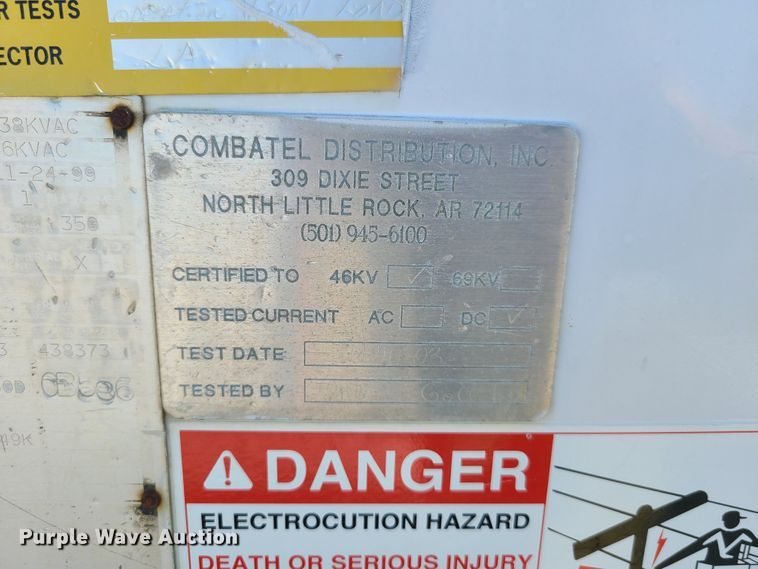 R TESTS
ECTOR
38KVAC
6KVAC
11-24-99
1
350
X
438373
6B586
49K
COMBATEL DISTRIBUTION, INC.
309 DIXIE STREET
NORTH LITTLE ROCK, AR 72114
(501) 945-6100
CERTIFIED TO 46KV ✓ 69KV
TESTED CURRENT AC DC ✓
TEST DATE
TESTED BY
DANGER
ELECTROCUTION HAZARD
DEATH OR SERIOUS INJURY
Purple Wave Auction